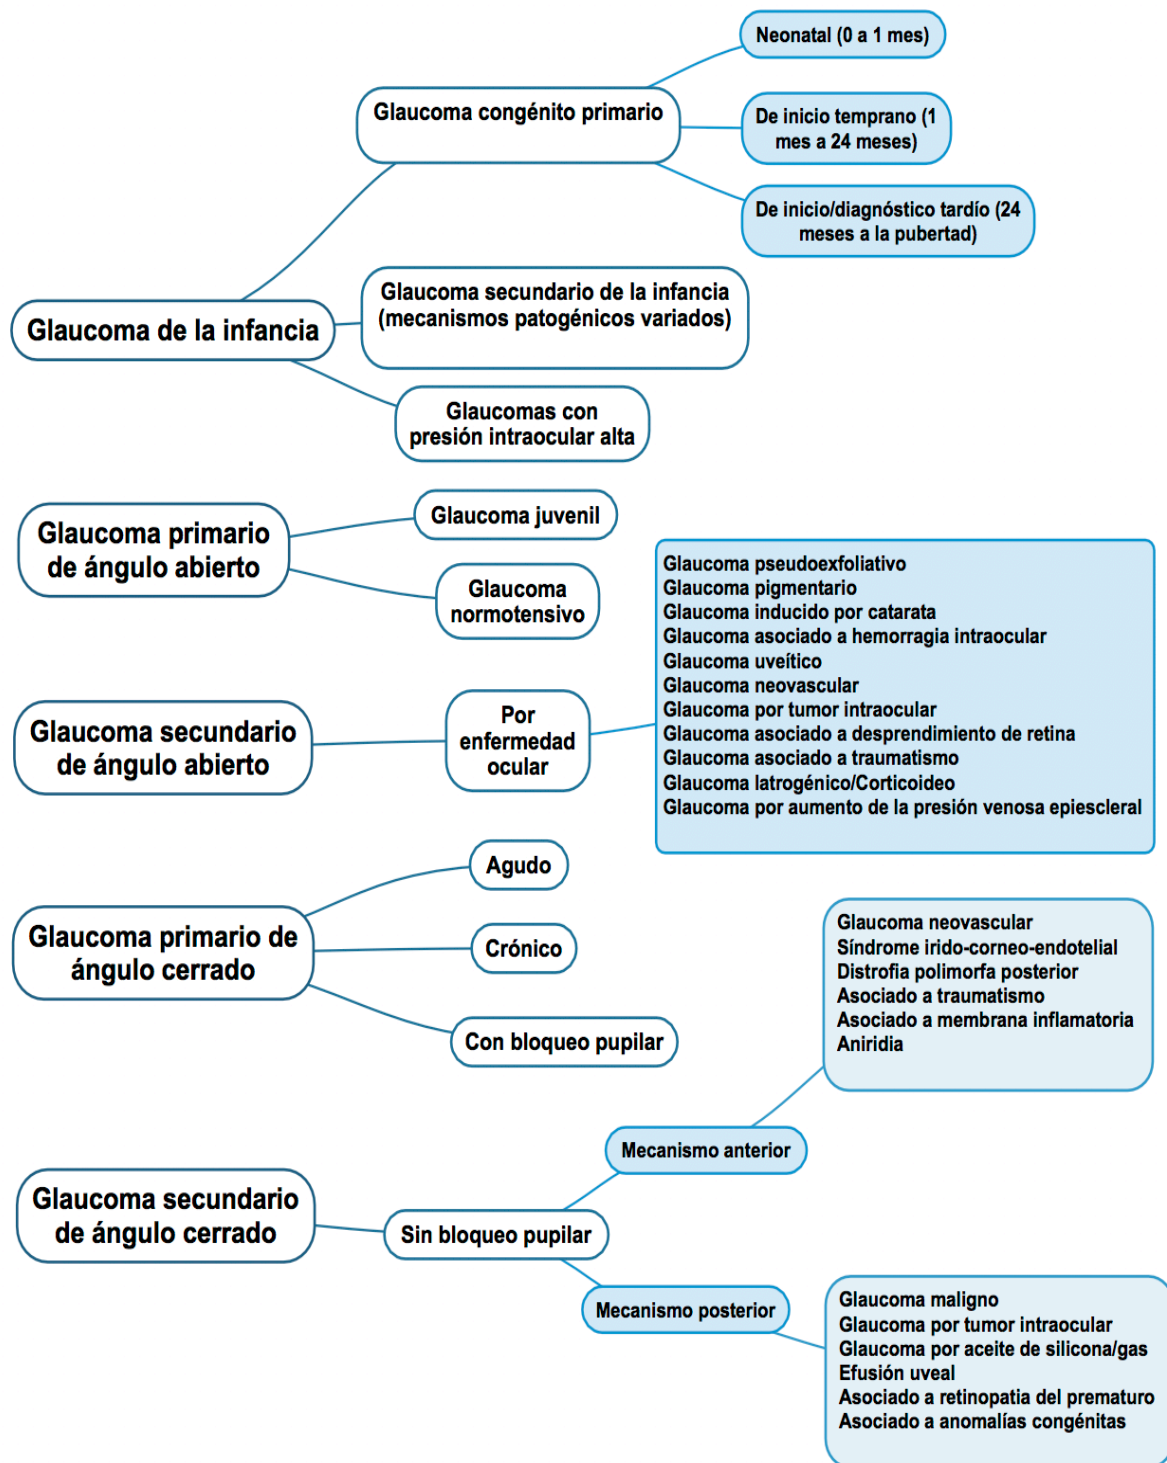 Neonatal (0 a 1 mes)
Glaucoma congénito primario
De inicio temprano (1
mes a 24 meses)
De inicio/diagnóstico tardío (24
meses a la pubertad)
Glaucoma de la infancia
Glaucoma secundario de la infancia
(mecanismos patogénicos variados)
Glaucomas con
presión intraocular alta
Glaucoma primario
de ángulo abierto
Glaucoma juvenil
Glaucoma
normotensivo
Glaucoma secundario
de ángulo abierto
Por
enfermedad
ocular
Glaucoma pseudoexfoliativo
Glaucoma pigmentario
Glaucoma inducido por catarata
Glaucoma asociado a hemorragia intraocular
Glaucoma uveítico
Glaucoma neovascular
Glaucoma por tumor intraocular
Glaucoma asociado a desprendimiento de retina
Glaucoma asociado a traumatismo
Glaucoma Iatrogénico/Corticoideo
Glaucoma por aumento de la presión venosa epiescleral
Glaucoma primario de
ángulo cerrado
Agudo
Crónico
Con bloqueo pupilar
Glaucoma secundario
de ángulo cerrado
Sin bloqueo pupilar
Mecanismo anterior
Glaucoma neovascular
Síndrome irido-corneo-endotelial
Distrofia polimorfa posterior
Asociado a traumatismo
Asociado a membrana inflamatoria
Aniridia
Mecanismo posterior
Glaucoma maligno
Glaucoma por tumor intraocular
Glaucoma por aceite de silicona/gas
Efusión uveal
Asociado a retinopatia del prematuro
Asociado a anomalías congénitas